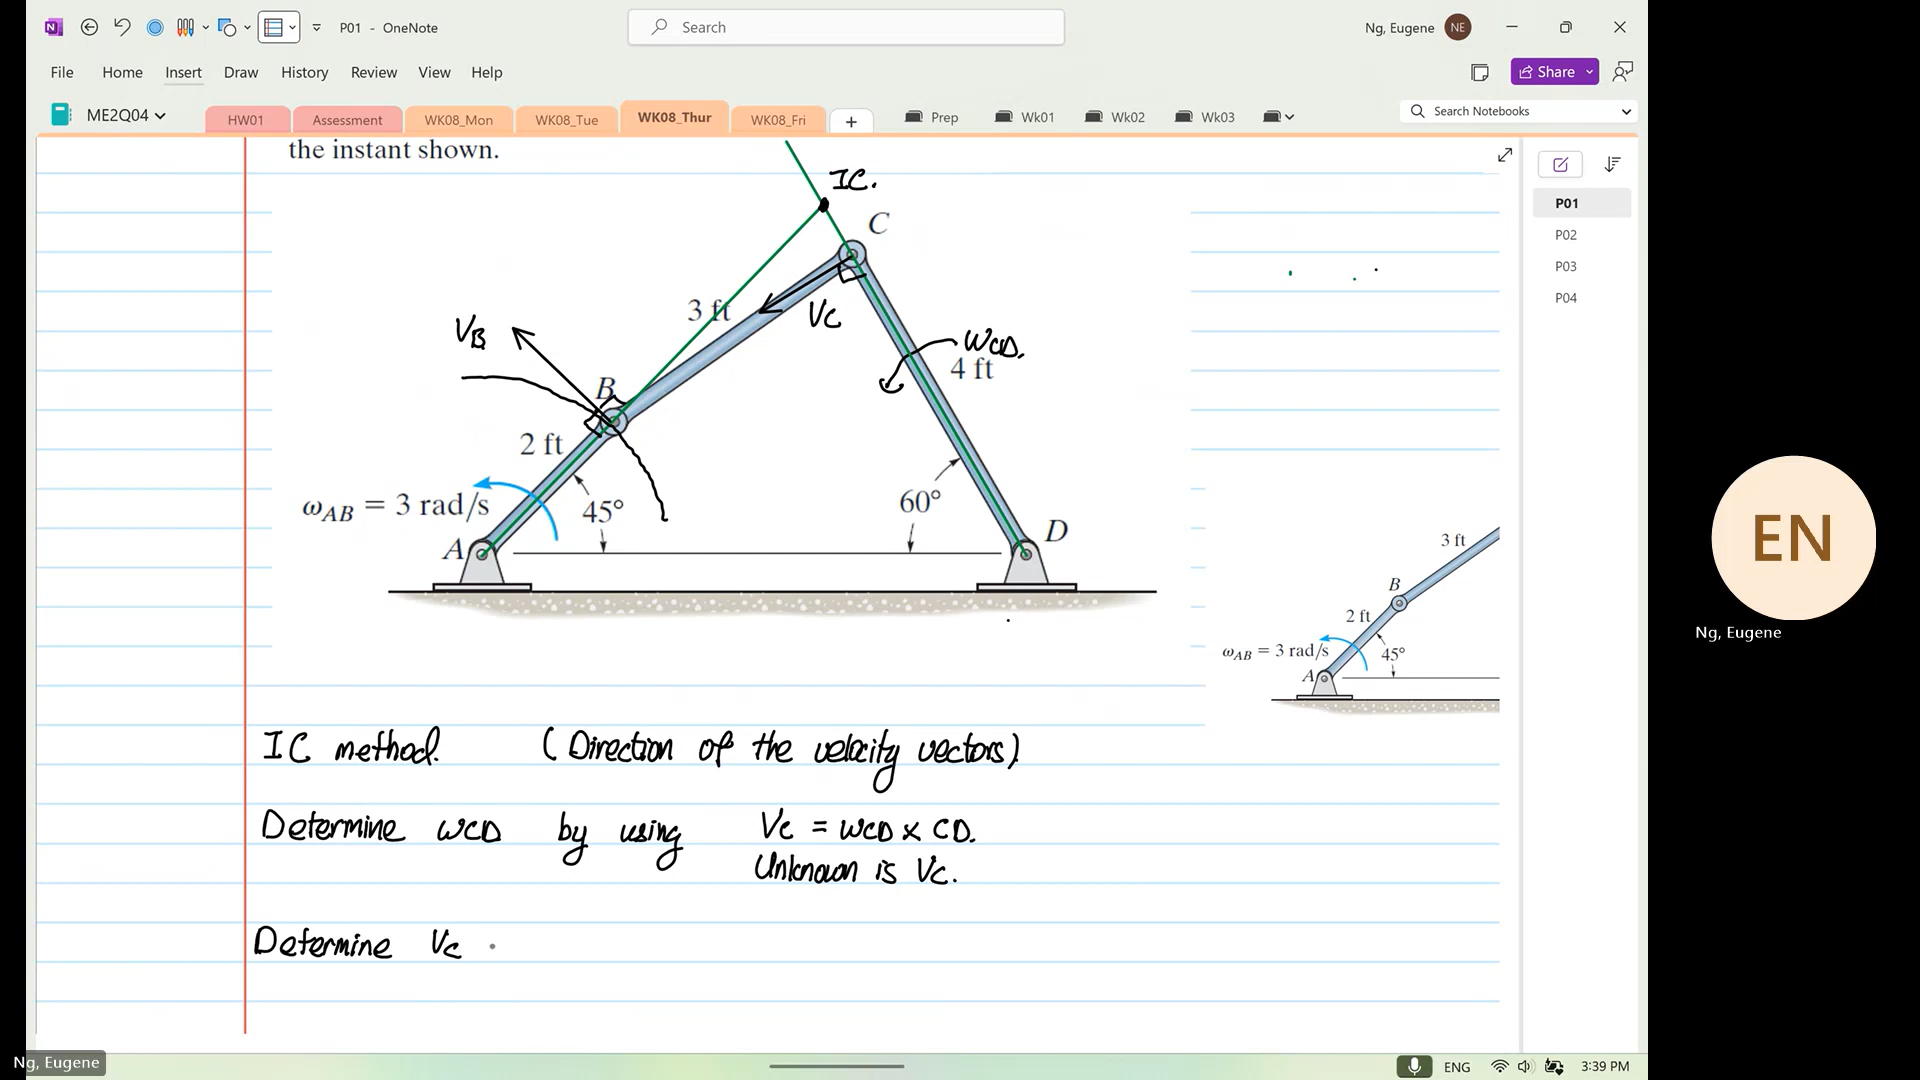 P01 - OneNote
Search
Ng, Eugene
NE
File Home Insert Draw History Review View Help
Share
ME2Q04
HW01
Assessment
WK08_Mon
WK08_Tue
WK08_Thur
WK08_Fri
+
Prep
Wk01
Wk02
Wk03
Search Notebooks
P01
P02
P03
P04
the instant shown.
IC.
C
3 ft
VC
VB
B
WCD.
4 ft
2 ft
ωAB = 3 rad/s
45°
60°
A
D
3 ft
B
2 ft
ωAB = 3 rad/s
45°
A
IC method. (Direction of the velocity vectors)
Determine WCD by using VC = WCD x CD.
Unknown is VC.
Determine VC
EN
Ng, Eugene
Ng, Eugene
ENG
3:39 PM